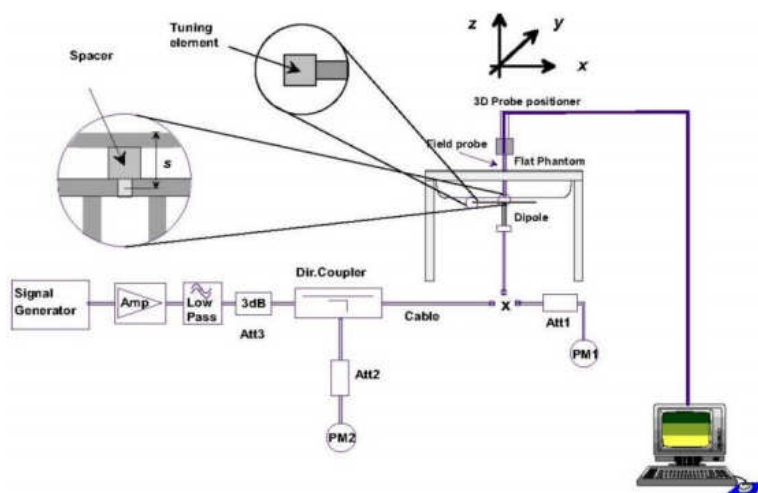 Tuning
element
Spacer
s
z
y
x
3D Probe positioner
Field probe
Flat Phantom
Dipole
Signal
Generator
Amp
Low
Pass
3dB
Att3
Dir.Coupler
Cable
x
Att1
PM1
Att2
PM2